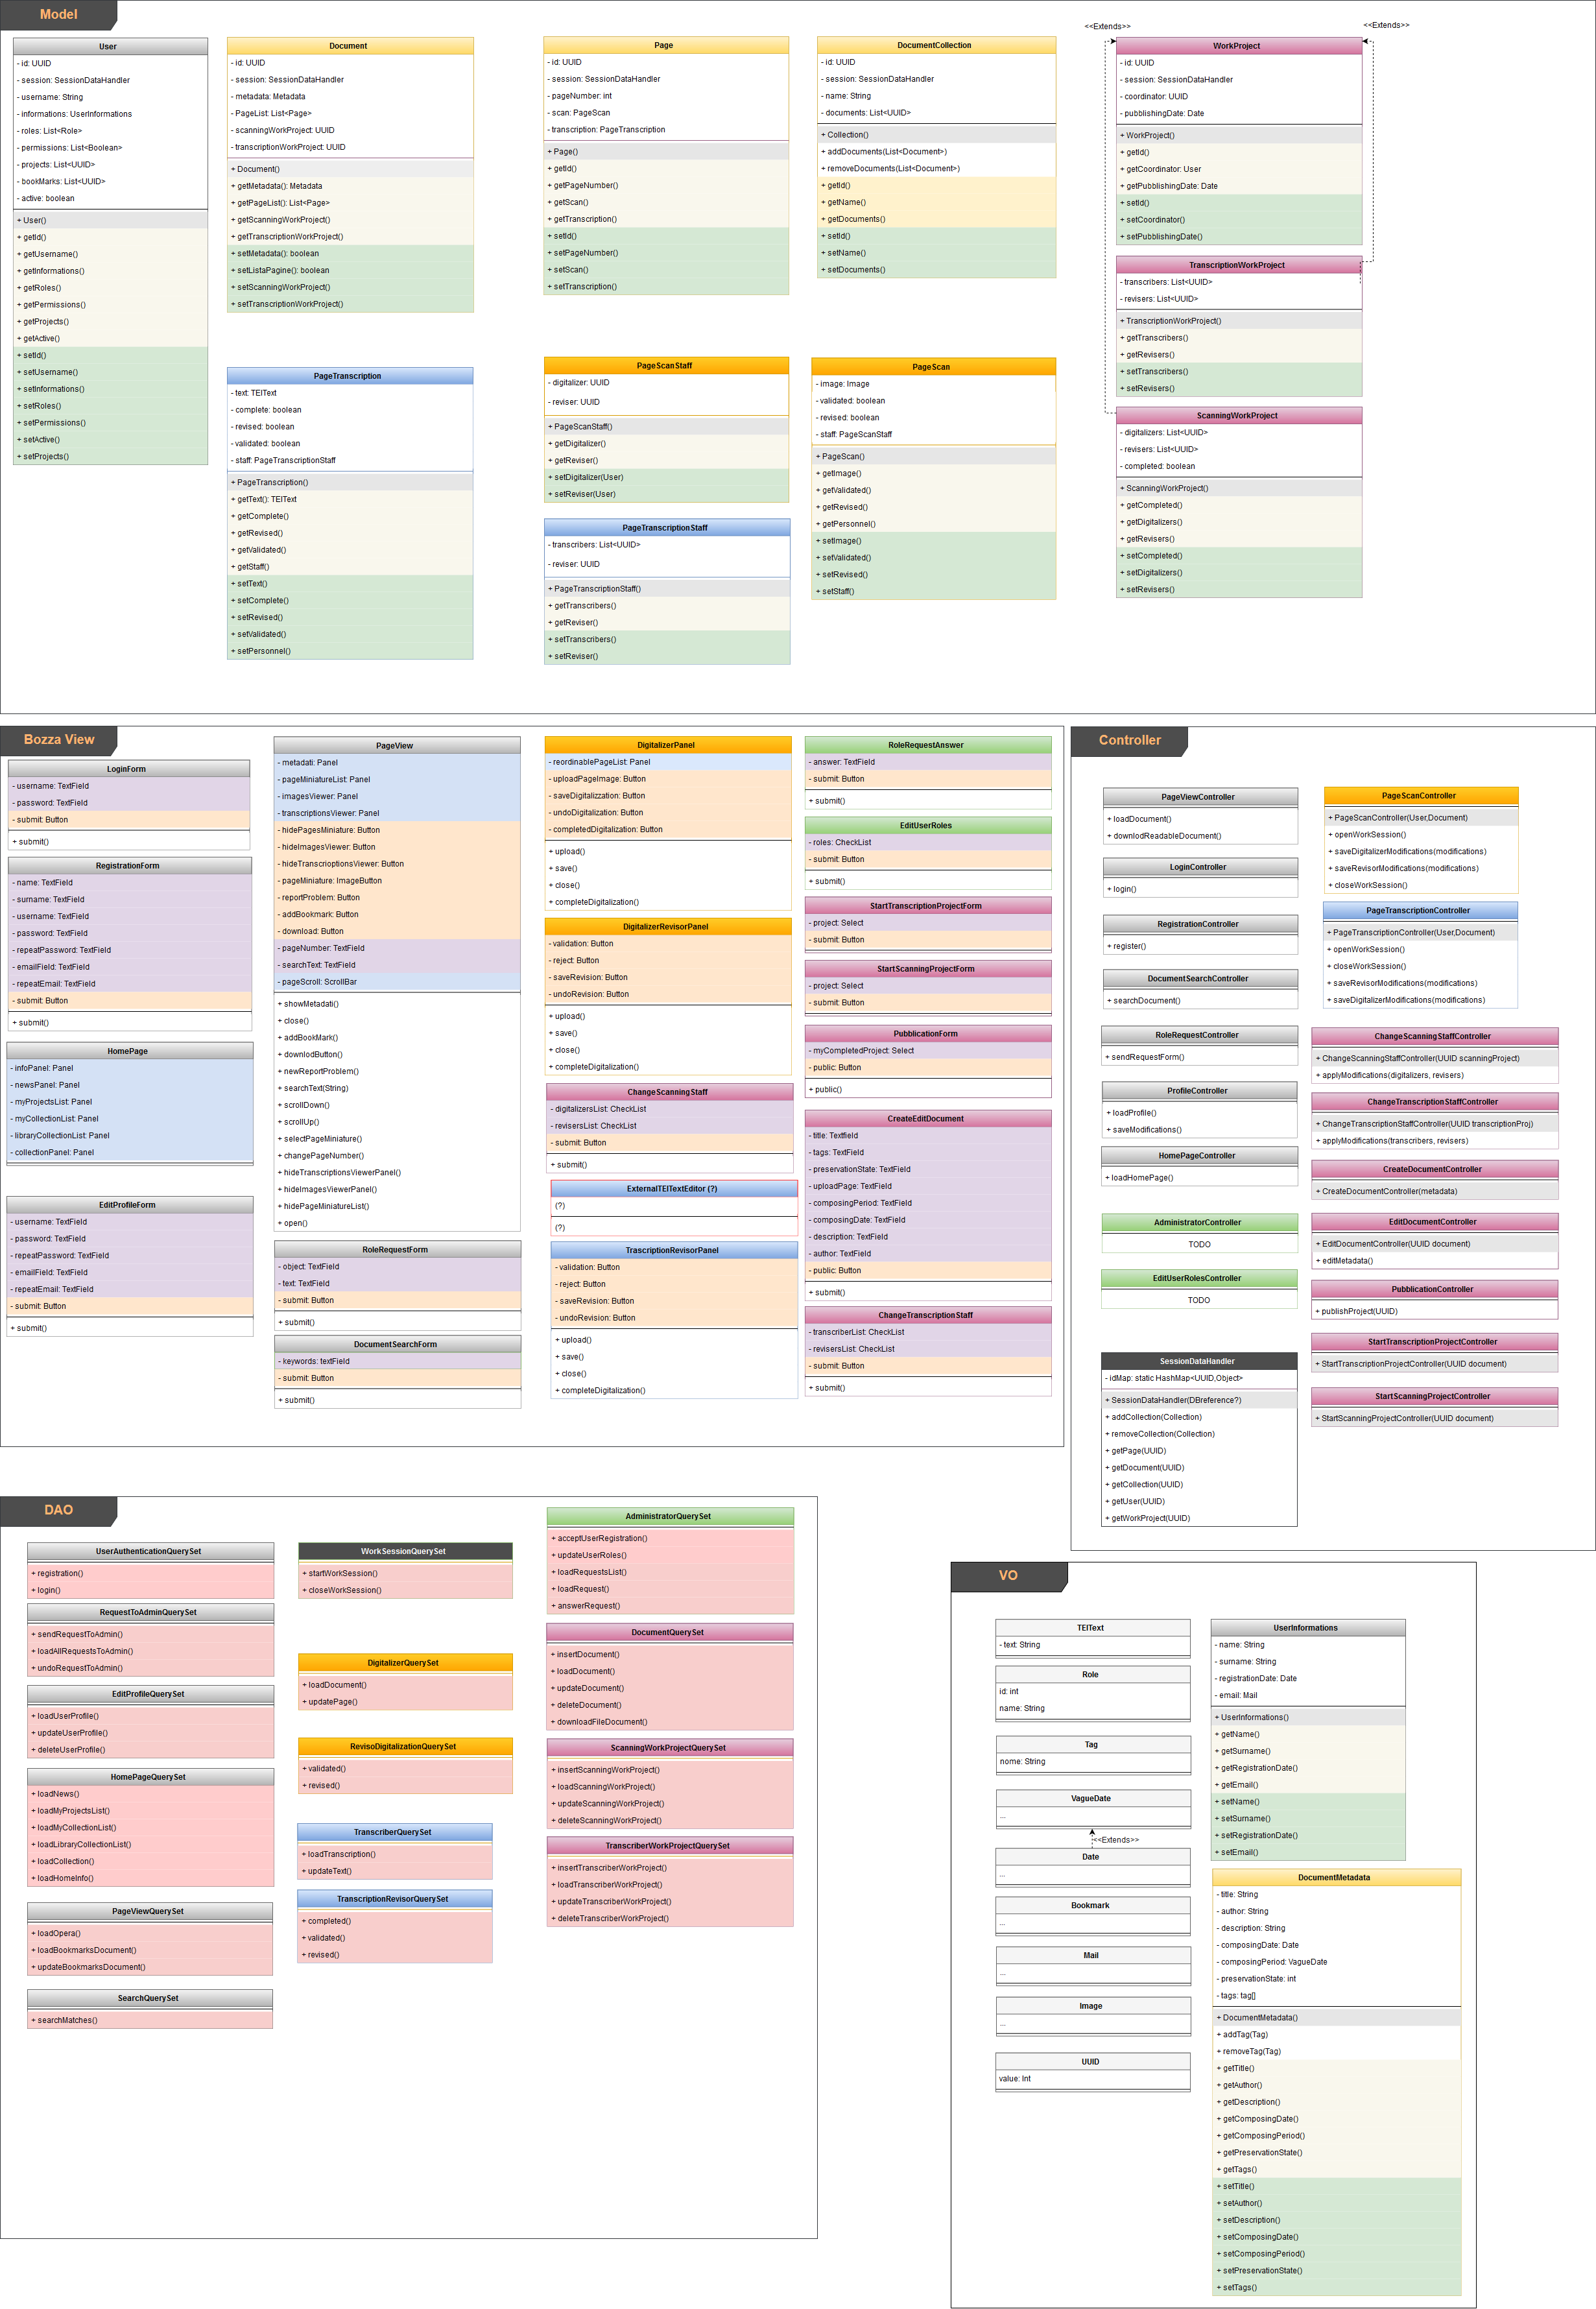 Model
<<Extends>>
<<Extends>>
User
- id: UUID
- session: SessionDataHandler
- username: String
- informations: UserInformations
- roles: List<Role>
- permissions: List<Boolean>
- projects: List<UUID>
- bookMarks: List<UUID>
- active: boolean
+ User()
+ getId()
+ getUsername()
+ getInformations()
+ getRoles()
+ getPermissions()
+ getProjects()
+ getActive()
+ setId()
+ setUsername()
+ setInformations()
+ setRoles()
+ setPermissions()
+ setActive()
+ setProjects()
Document
- id: UUID
- session: SessionDataHandler
- metadata: Metadata
- PageList: List<Page>
- scanningWorkProject: UUID
- transcriptionWorkProject: UUID
+ Document()
+ getMetadata(): Metadata
+ getPageList(): List<Page>
+ getScanningWorkProject()
+ getTranscriptionWorkProject()
+ setMetadata(): boolean
+ setListaPagine(): boolean
+ setScanningWorkProject()
+ setTranscriptionWorkProject()
Page
- id: UUID
- session: SessionDataHandler
- pageNumber: int
- scan: PageScan
- transcription: PageTranscription
+ Page()
+ getId()
+ getPageNumber()
+ getScan()
+ getTranscription()
+ setId()
+ setPageNumber()
+ setScan()
+ setTranscription()
DocumentCollection
- id: UUID
- session: SessionDataHandler
- name: String
- documents: List<UUID>
+ Collection()
+ addDocuments(List<Document>)
+ removeDocuments(List<Document)
+ getId()
+ getName()
+ getDocuments()
+ setId()
+ setName()
+ setDocuments()
WorkProject
- id: UUID
- session: SessionDataHandler
- coordinator: UUID
- pubblishingDate: Date
+ WorkProject()
+ getId()
+ getCoordinator: User
+ getPubblishingDate: Date
+ setId()
+ setCoordinator()
+ setPubblishingDate()
TranscriptionWorkProject
- transcribers: List<UUID>
- revisers: List<UUID>
+ TranscriptionWorkProject()
+ getTranscribers()
+ getRevisers()
+ setTranscribers()
+ setRevisers()
ScanningWorkProject
- digitalizers: List<UUID>
- revisers: List<UUID>
- completed: boolean
+ ScanningWorkProject()
+ getCompleted()
+ getDigitalizers()
+ getRevisers()
+ setCompleted()
+ setDigitalizers()
+ setRevisers()
PageTranscription
- text: TEIText
- complete: boolean
- revised: boolean
- validated: boolean
- staff: PageTranscriptionStaff
+ PageTranscription()
+ getText(): TEIText
+ getComplete()
+ getRevised()
+ getValidated()
+ getStaff()
+ setText()
+ setComplete()
+ setRevised()
+ setValidated()
+ setPersonnel()
PageScanStaff
- digitalizer: UUID
- reviser: UUID
+ PageScanStaff()
+ getDigitalizer()
+ getReviser()
+ setDigitalizer(User)
+ setReviser(User)
PageTranscriptionStaff
- transcribers: List<UUID>
- reviser: UUID
+ PageTranscriptionStaff()
+ getTranscribers()
+ getReviser()
+ setTranscribers()
+ setReviser()
PageScan
- image: Image
- validated: boolean
- revised: boolean
- staff: PageScanStaff
+ PageScan()
+ getImage()
+ getValidated()
+ getRevised()
+ getPersonnel()
+ setImage()
+ setValidated()
+ setRevised()
+ setStaff()
Bozza View
LoginForm
- username: TextField
- password: TextField
- submit: Button
+ submit()
RegistrationForm
- name: TextField
- surname: TextField
- username: TextField
- password: TextField
- repeatPassword: TextField
- emailField: TextField
- repeatEmail: TextField
- submit: Button
+ submit()
HomePage
- infoPanel: Panel
- newsPanel: Panel
- myProjectsList: Panel
- myCollectionList: Panel
- libraryCollectionList: Panel
- collectionPanel: Panel
EditProfileForm
- username: TextField
- password: TextField
- repeatPassword: TextField
- emailField: TextField
- repeatEmail: TextField
- submit: Button
+ submit()
PageView
- metadati: Panel
- pageMiniatureList: Panel
- imagesViewer: Panel
- transcriptionsViewer: Panel
- hidePagesMiniature: Button
- hideImagesViewer: Button
- hideTranscrioptionsViewer: Button
- pageMiniature: ImageButton
- reportProblem: Button
- addBookmark: Button
- download: Button
- pageNumber: TextField
- searchText: TextField
- pageScroll: ScrollBar
+ showMetadati()
+ close()
+ addBookMark()
+ downlodButton()
+ newReportProblem()
+ searchText(String)
+ scrollDown()
+ scrollUp()
+ selectPageMiniature()
+ changePageNumber()
+ hideTranscriptionsViewerPanel()
+ hideImagesViewerPanel()
+ hidePageMiniatureList()
+ open()
RoleRequestForm
- object: TextField
- text: TextField
- submit: Button
+ submit()
DocumentSearchForm
- keywords: textField
- submit: Button
+ submit()
DigitalizerPanel
- reordinablePageList: Panel
- uploadPageImage: Button
- saveDigitalizzation: Button
- undoDigitalization: Button
- completedDigitalization: Button
+ upload()
+ save()
+ close()
+ completeDigitalization()
DigitalizerRevisorPanel
- validation: Button
- reject: Button
- saveRevision: Button
- undoRevision: Button
+ upload()
+ save()
+ close()
+ completeDigitalization()
ChangeScanningStaff
- digitalizersList: CheckList
- revisersList: CheckList
- submit: Button
+ submit()
ExternalTEITextEditor (?)
(?)
(?)
TrascriptionRevisorPanel
- validation: Button
- reject: Button
- saveRevision: Button
- undoRevision: Button
+ upload()
+ save()
+ close()
+ completeDigitalization()
RoleRequestAnswer
- answer: TextField
- submit: Button
+ submit()
EditUserRoles
- roles: CheckList
- submit: Button
+ submit()
StartTranscriptionProjectForm
- project: Select
- submit: Button
StartScanningProjectForm
- project: Select
- submit: Button
PubblicationForm
- myCompletedProject: Select
- public: Button
+ public()
CreateEditDocument
- title: Textfield
- tags: TextField
- preservationState: TextField
- uploadPage: TextField
- composingPeriod: TextField
- composingDate: TextField
- description: TextField
- author: TextField
- public: Button
+ submit()
ChangeTranscriptionStaff
- transcriberList: CheckList
- revisersList: CheckList
- submit: Button
+ submit()
Controller
PageViewController
+ loadDocument()
+ downlodReadableDocument()
LoginController
+ login()
RegistrationController
+ register()
DocumentSearchController
+ searchDocument()
RoleRequestController
+ sendRequestForm()
ProfileController
+ loadProfile()
+ saveModifications()
HomePageController
+ loadHomePage()
AdministratorController
TODO
EditUserRolesController
TODO
SessionDataHandler
- idMap: static HashMap<UUID,Object>
+ SessionDataHandler(DBreference?)
+ addCollection(Collection)
+ removeCollection(Collection)
+ getPage(UUID)
+ getDocument(UUID)
+ getCollection(UUID)
+ getUser(UUID)
+ getWorkProject(UUID)
PageScanController
+ PageScanController(User,Document)
+ openWorkSession()
+ saveDigitalizerModifications(modifications)
+ saveRevisorModifications(modifications)
+ closeWorkSession()
PageTranscriptionController
+ PageTranscriptionController(User,Document)
+ openWorkSession()
+ closeWorkSession()
+ saveRevisorModifications(modifications)
+ saveDigitalizerModifications(modifications)
ChangeScanningStaffController
+ ChangeScanningStaffController(UUID scanningProject)
+ applyModifications(digitalizers, revisers)
ChangeTranscriptionStaffController
+ ChangeTranscriptionStaffController(UUID transcriptionProj)
+ applyModifications(transcribers, revisers)
CreateDocumentController
+ CreateDocumentController(metadata)
EditDocumentController
+ EditDocumentController(UUID document)
+ editMetadata()
PubblicationController
+ publishProject(UUID)
StartTranscriptionProjectController
+ StartTranscriptionProjectController(UUID document)
StartScanningProjectController
+ StartScanningProjectController(UUID document)
DAO
UserAuthenticationQuerySet
+ registration()
+ login()
RequestToAdminQuerySet
+ sendRequestToAdmin()
+ loadAllRequestsToAdmin()
+ undoRequestToAdmin()
EditProfileQuerySet
+ loadUserProfile()
+ updateUserProfile()
+ deleteUserProfile()
HomePageQuerySet
+ loadNews()
+ loadMyProjectsList()
+ loadMyCollectionList()
+ loadLibraryCollectionList()
+ loadCollection()
+ loadHomeInfo()
PageViewQuerySet
+ loadOpera()
+ loadBookmarksDocument()
+ updateBookmarksDocument()
SearchQuerySet
+ searchMatches()
WorkSessionQuerySet
+ startWorkSession()
+ closeWorkSession()
DigitalizerQuerySet
+ loadDocument()
+ updatePage()
RevisoDigitalizationQuerySet
+ validated()
+ revised()
TranscriberQuerySet
+ loadTranscription()
+ updateText()
TranscriptionRevisorQuerySet
+ completed()
+ validated()
+ revised()
AdministratorQuerySet
+ acceptUserRegistration()
+ updateUserRoles()
+ loadRequestsList()
+ loadRequest()
+ answerRequest()
DocumentQuerySet
+ insertDocument()
+ loadDocument()
+ updateDocument()
+ deleteDocument()
+ downloadFileDocument()
ScanningWorkProjectQuerySet
+ insertScanningWorkProject()
+ loadScanningWorkProject()
+ updateScanningWorkProject()
+ deleteScanningWorkProject()
TranscriberWorkProjectQuerySet
+ insertTranscriberWorkProject()
+ loadTranscriberWorkProject()
+ updateTranscriberWorkProject()
+ deleteTranscriberWorkProject()
VO
TEIText
- text: String
Role
id: int
name: String
Tag
nome: String
VagueDate
...
<<Extends>>
Date
...
Bookmark
...
Mail
...
Image
...
UUID
value: Int
UserInformations
- name: String
- surname: String
- registrationDate: Date
- email: Mail
+ UserInformations()
+ getName()
+ getSurname()
+ getRegistrationDate()
+ getEmail()
+ setName()
+ setSurname()
+ setRegistrationDate()
+ setEmail()
DocumentMetadata
- title: String
- author: String
- description: String
- composingDate: Date
- composingPeriod: VagueDate
- preservationState: int
- tags: tag[]
+ DocumentMetadata()
+ addTag(Tag)
+ removeTag(Tag)
+ getTitle()
+ getAuthor()
+ getDescription()
+ getComposingDate()
+ getComposingPeriod()
+ getPreservationState()
+ getTags()
+ setTitle()
+ setAuthor()
+ setDescription()
+ setComposingDate()
+ setComposingPeriod()
+ setPreservationState()
+ setTags()